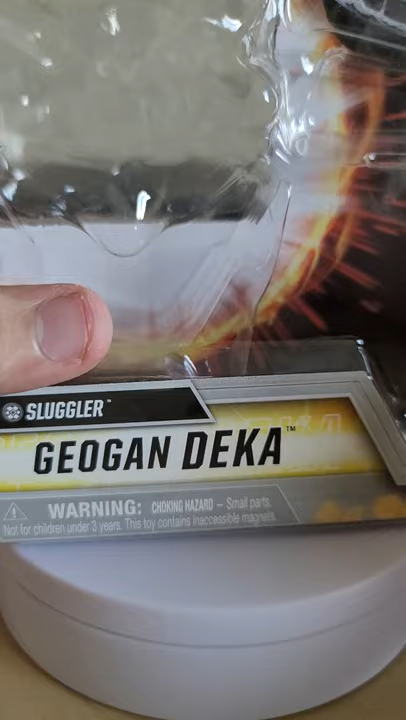 SLUGGLER™
GEOGAN DEKA™
WARNING: CHOKING HAZARD – Small parts.
Not for children under 3 years. This toy contains inaccessible magnets.